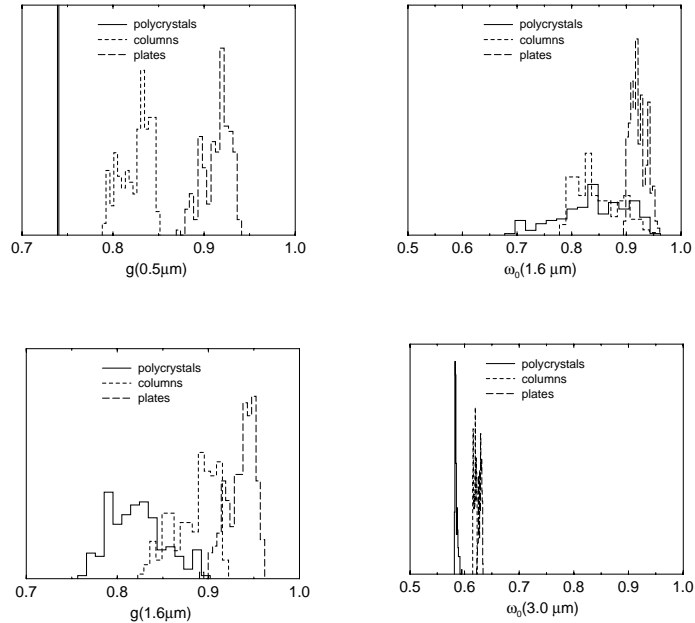 polycrystals
columns
plates
0.7 0.8 0.9 1.0
g(0.5μm)
polycrystals
columns
plates
0.5 0.6 0.7 0.8 0.9 1.0
ω₀(1.6 μm)
polycrystals
columns
plates
0.7 0.8 0.9 1.0
g(1.6μm)
polycrystals
columns
plates
0.5 0.6 0.7 0.8 0.9 1.0
ω₀(3.0 μm)